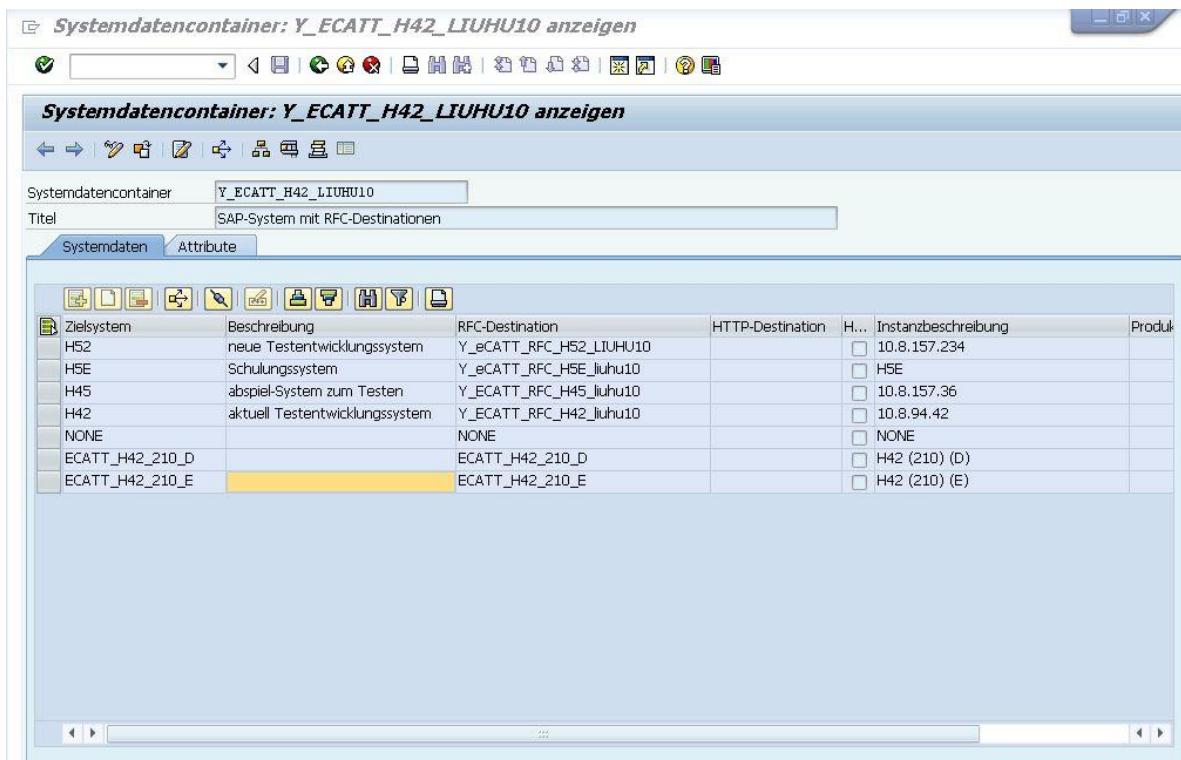 Systemdatencontainer: Y_ECATT_H42_LIUHU10 anzeigen
Systemdatencontainer: Y_ECATT_H42_LIUHU10 anzeigen
Systemdatencontainer Y_ECATT_H42_LIUHU10
Titel SAP-System mit RFC-Destinationen
Systemdaten Attribute
Zielsystem Beschreibung RFC-Destination HTTP-Destination H... Instanzbeschreibung Produk
H52 neue Testentwicklungssystem Y_eCATT_RFC_H52_LIUHU10 10.8.157.234
H5E Schulungssystem Y_eCATT_RFC_H5E_liuhu10 H5E
H45 abspiel-System zum Testen Y_ECATT_RFC_H45_liuhu10 10.8.157.36
H42 aktuell Testentwicklungssystem Y_ECATT_RFC_H42_liuhu10 10.8.94.42
NONE NONE NONE
ECATT_H42_210_D ECATT_H42_210_D H42 (210) (D)
ECATT_H42_210_E ECATT_H42_210_E H42 (210) (E)